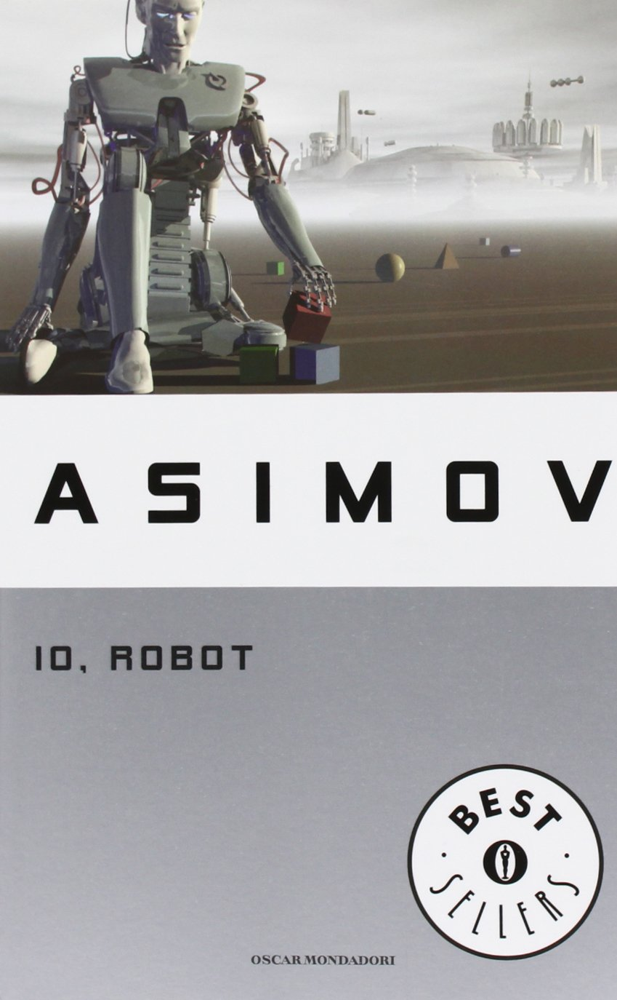 ASIMOV
IO, ROBOT
BEST
SELLERS
OSCAR MONDADORI